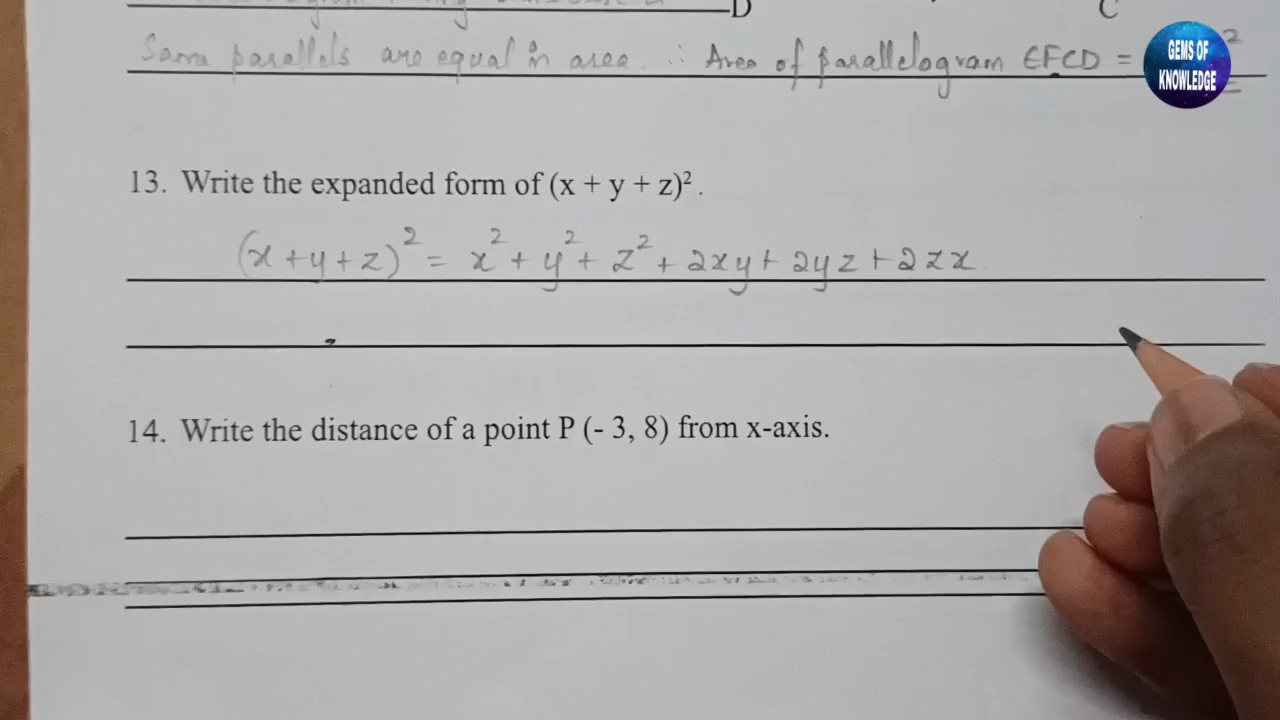 D C
Same parallels are equal in area. ∴ Area of parallelogram EFCD = 2
GEMS OF
KNOWLEDGE
13. Write the expanded form of (x + y + z)² .
(x + y + z)² = x² + y² + z² + 2xy + 2yz + 2zx
14. Write the distance of a point P (- 3, 8) from x-axis.